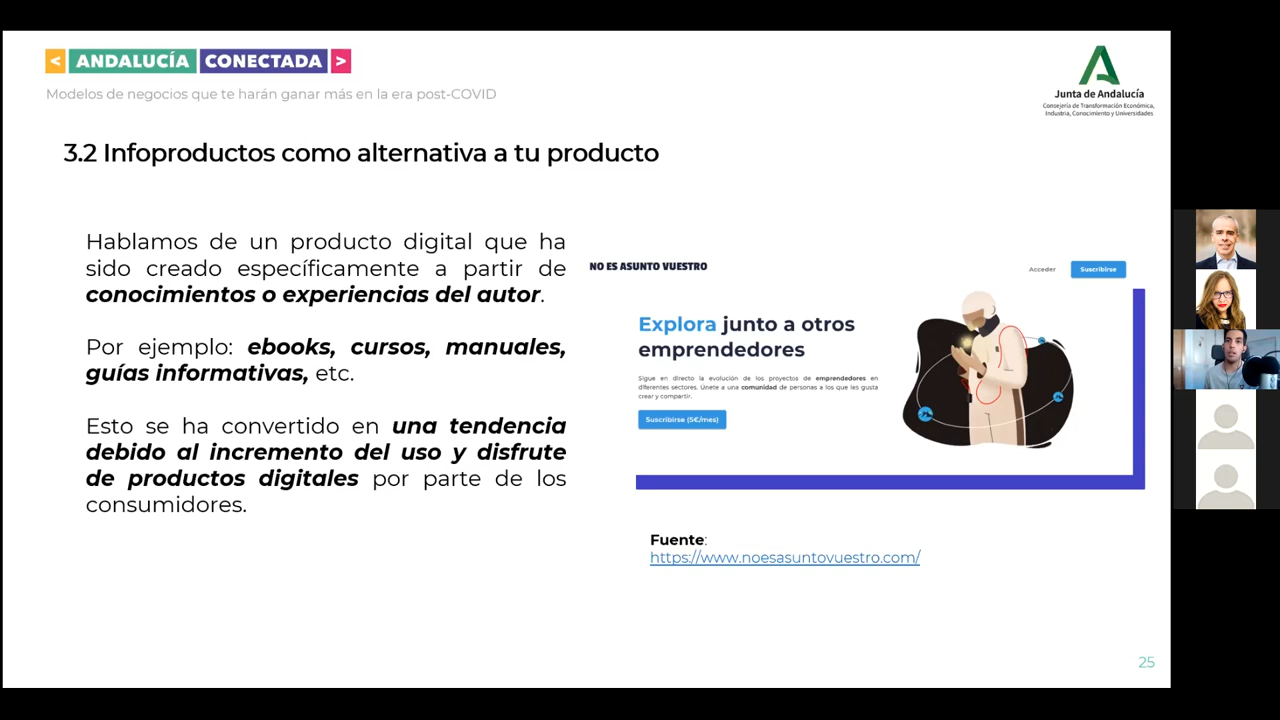 < ANDALUCÍA CONECTADA >
Modelos de negocios que te harán ganar más en la era post-COVID
Junta de Andalucía
Consejería de Transformación Económica,
Industria, Conocimiento y Universidades
3.2 Infoproductos como alternativa a tu producto
Hablamos de un producto digital que ha
sido creado específicamente a partir de
conocimientos o experiencias del autor.
Por ejemplo: ebooks, cursos, manuales,
guías informativas, etc.
Esto se ha convertido en una tendencia
debido al incremento del uso y disfrute
de productos digitales por parte de los
consumidores.
NO ES ASUNTO VUESTRO
Acceder
Suscribirse
Explora junto a otros
emprendedores
Sigue en directo la evolución de los proyectos de emprendedores en
diferentes sectores. Únete a una comunidad de personas a los que les gusta
crear y compartir.
Suscribirse (5€/mes)
Fuente:
https://www.noesasuntovuestro.com/
25